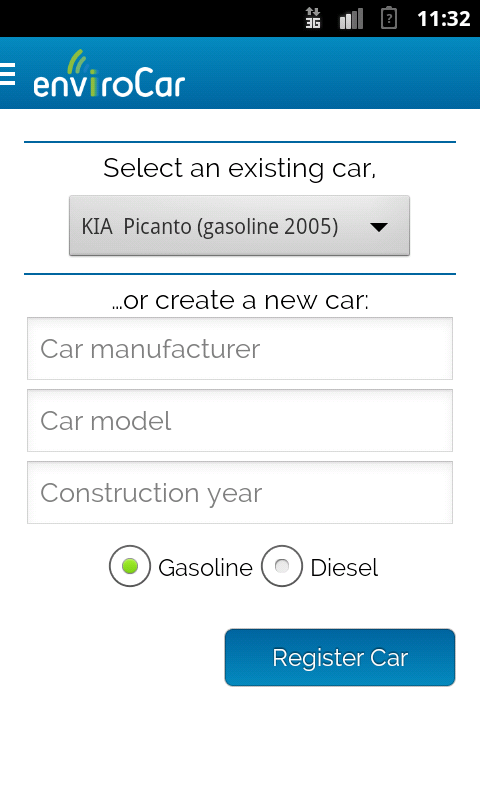 3G ? 11:32
enviroCar
Select an existing car,
KIA  Picanto (gasoline 2005)
...or create a new car:
Car manufacturer
Car model
Construction year
Gasoline Diesel
Register Car